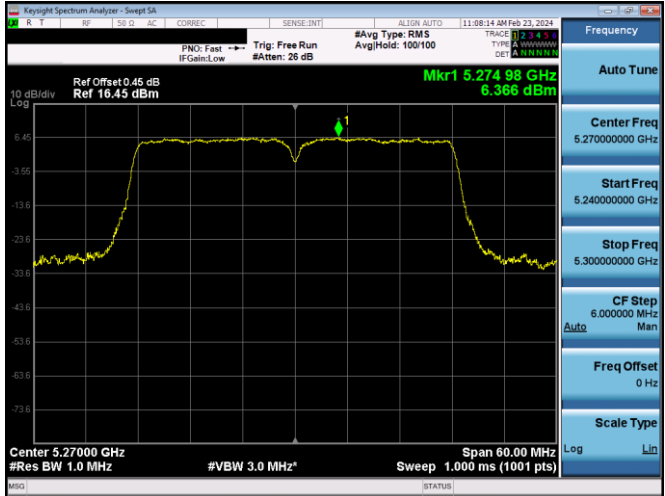 Keysight Spectrum Analyzer - Swept SA
R T RF 50 Ω AC CORREC SENSE:INT ALIGN AUTO 11:08:14 AM Feb 23, 2024
PNO: Fast Trig: Free Run #Avg Type: RMS TRACE 1 2 3 4 5 6
IFGain:Low #Atten: 26 dB Avg|Hold: 100/100 TYPE A WWWWW
DET A N N N N N
Ref Offset 0.45 dB Mkr1 5.274 98 GHz
10 dB/div Ref 16.45 dBm 6.366 dBm
Log
1
6.45
-3.55
-13.6
-23.6
-33.6
-43.6
-53.6
-63.6
-73.6
Center 5.27000 GHz Span 60.00 MHz
#Res BW 1.0 MHz #VBW 3.0 MHz* Sweep 1.000 ms (1001 pts)
MSG STATUS
Frequency
Auto Tune
Center Freq
5.270000000 GHz
Start Freq
5.240000000 GHz
Stop Freq
5.300000000 GHz
CF Step
6.000000 MHz
Auto Man
Freq Offset
0 Hz
Scale Type
Log Lin